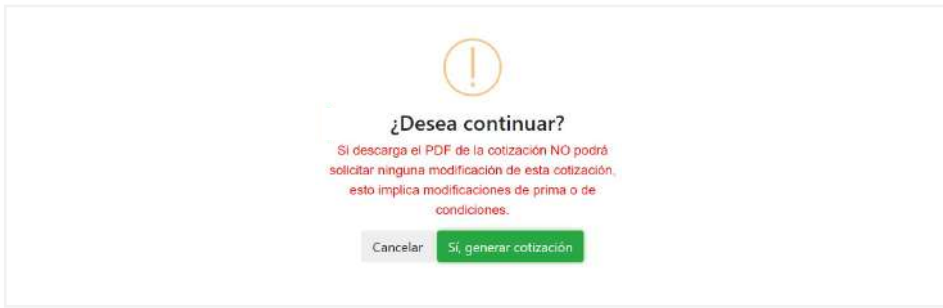 ¿Desea continuar?
Si descarga el PDF de la cotización NO podrá
solicitar ninguna modificación de esta cotización,
esto implica modificaciones de prima o de
condiciones.
Cancelar Sí, generar cotización